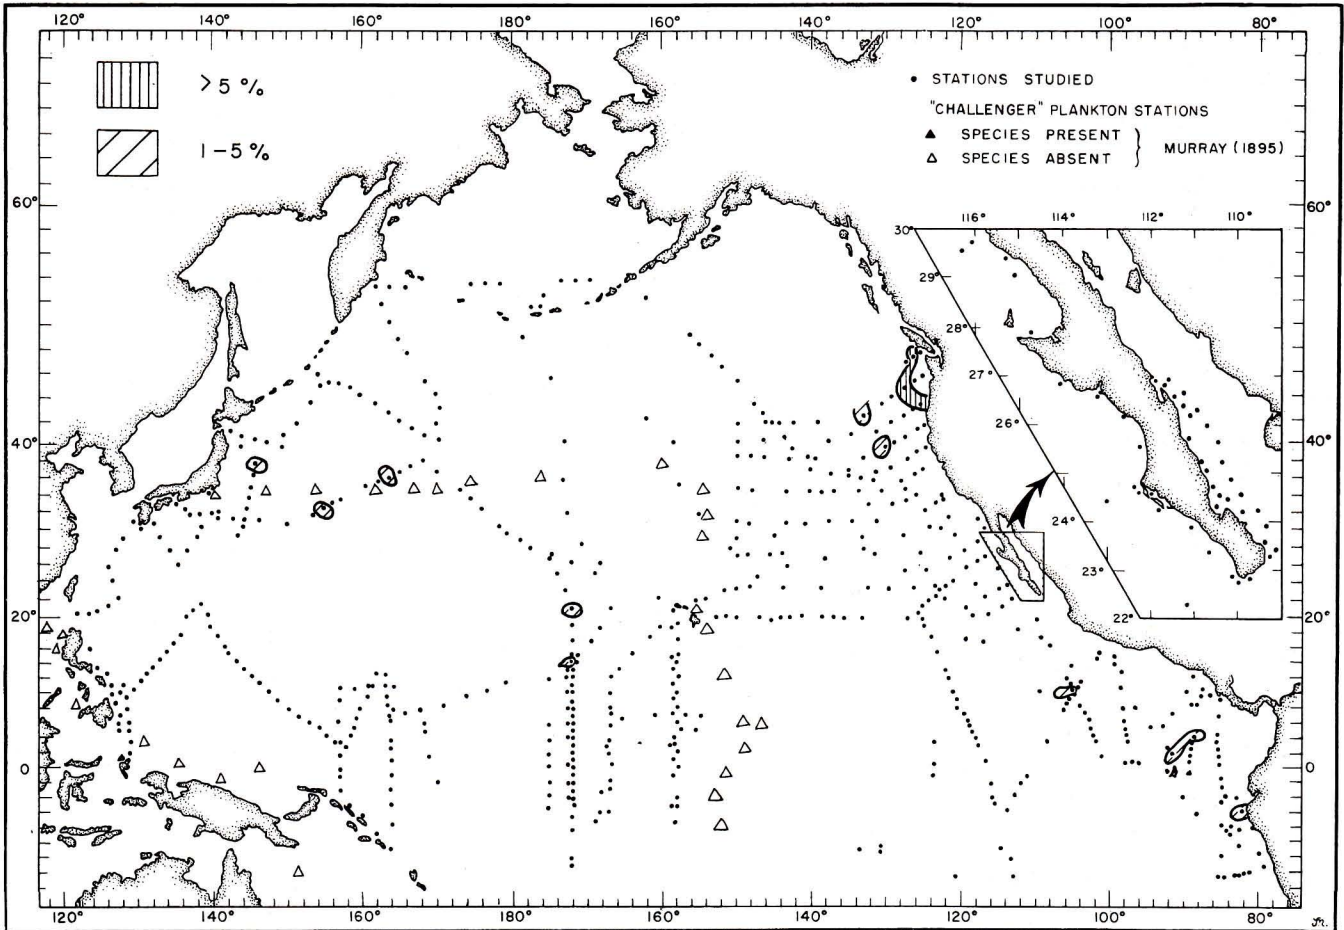 120° 140° 160° 180° 160° 140° 120° 100° 80°
>5 %
1-5 %
• STATIONS STUDIED
"CHALLENGER" PLANKTON STATIONS
▲ SPECIES PRESENT
△ SPECIES ABSENT
MURRAY (1895)
60° 60°
116° 114° 112° 110°
30°
29°
28°
27°
26°
24°
23°
22°
40° 40°
20° 20°
0 0
120° 140° 160° 180° 160° 140° 120° 100° 80°